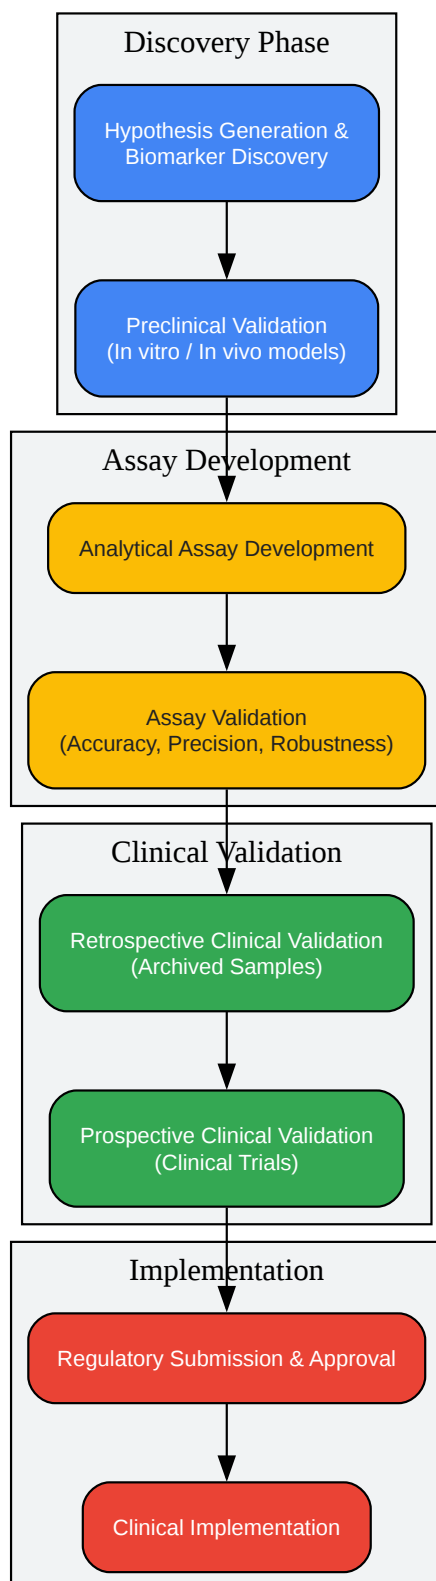 Discovery Phase
Hypothesis Generation &
Biomarker Discovery
Preclinical Validation
(In vitro / In vivo models)
Assay Development
Analytical Assay Development
Assay Validation
(Accuracy, Precision, Robustness)
Clinical Validation
Retrospective Clinical Validation
(Archived Samples)
Prospective Clinical Validation
(Clinical Trials)
Implementation
Regulatory Submission & Approval
Clinical Implementation